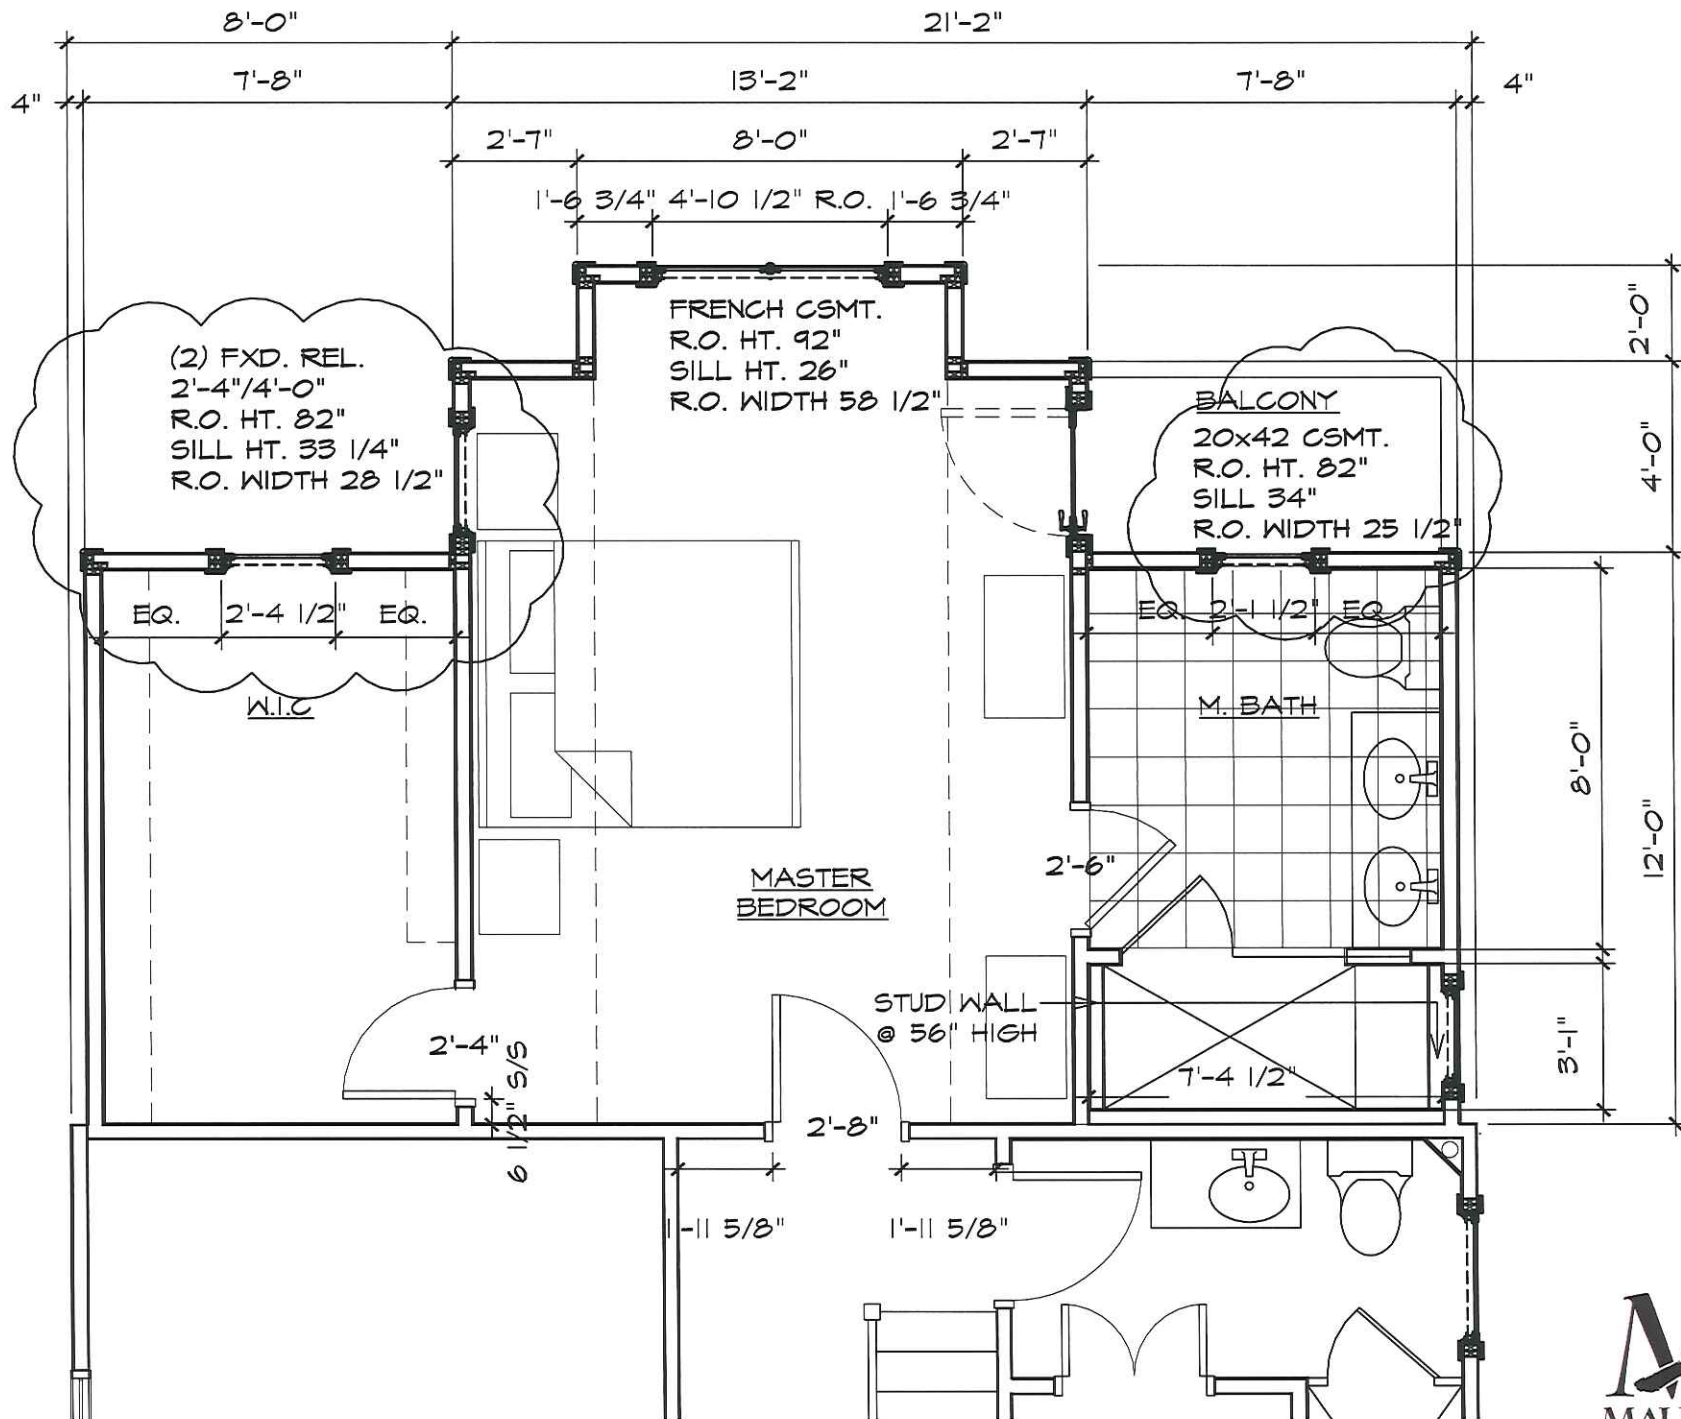 8'-0"
21'-2"
4"
7'-8"
13'-2"
7'-8"
4"
2'-7"
8'-0"
2'-7"
1'-6 3/4"
4'-10 1/2" R.O.
1'-6 3/4"
FRENCH CSMT.
R.O. HT. 92"
SILL HT. 26"
R.O. WIDTH 58 1/2"
(2) FXD. REL.
2'-4"/4'-0"
R.O. HT. 82"
SILL HT. 33 1/4"
R.O. WIDTH 28 1/2"
BALCONY
20x42 CSMT.
R.O. HT. 82"
SILL 34"
R.O. WIDTH 25 1/2"
2'-0"
4'-0"
EQ.
2'-4 1/2"
EQ.
EQ.
2'-1 1/2"
EQ.
W.I.C
M. BATH
8'-0"
12'-0"
MASTER
BEDROOM
2'-6"
STUD WALL
@ 56" HIGH
2'-4"
6 1/2" S/S
7'-4 1/2"
3'-1"
2'-8"
1'-11 5/8"
1'-11 5/8"